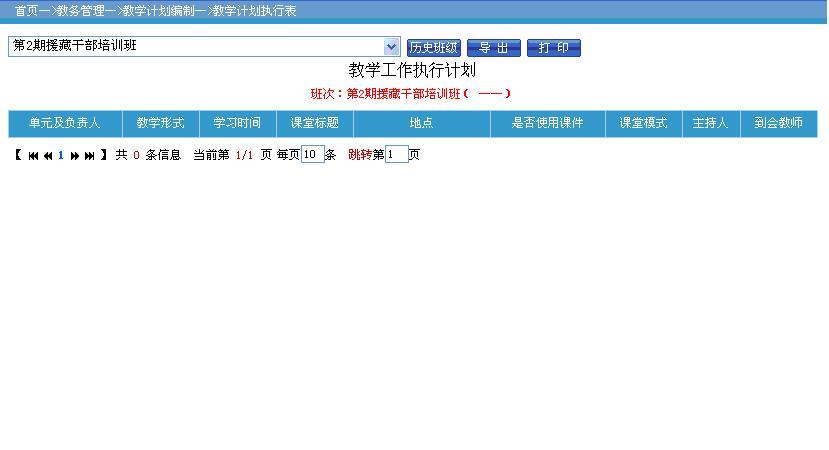 首页—>教务管理—>教学计划编制—>教学计划执行表
第2期援藏干部培训班 历史班级 导 出 打 印
教学工作执行计划
班次：第2期援藏干部培训班（ ——）
单元及负责人 教学形式 学习时间 课堂标题 地点 是否使用课件 课堂模式 主持人 到会教师
【 1 】 共 0 条信息 当前第 1/1 页 每页10条 跳转第1页